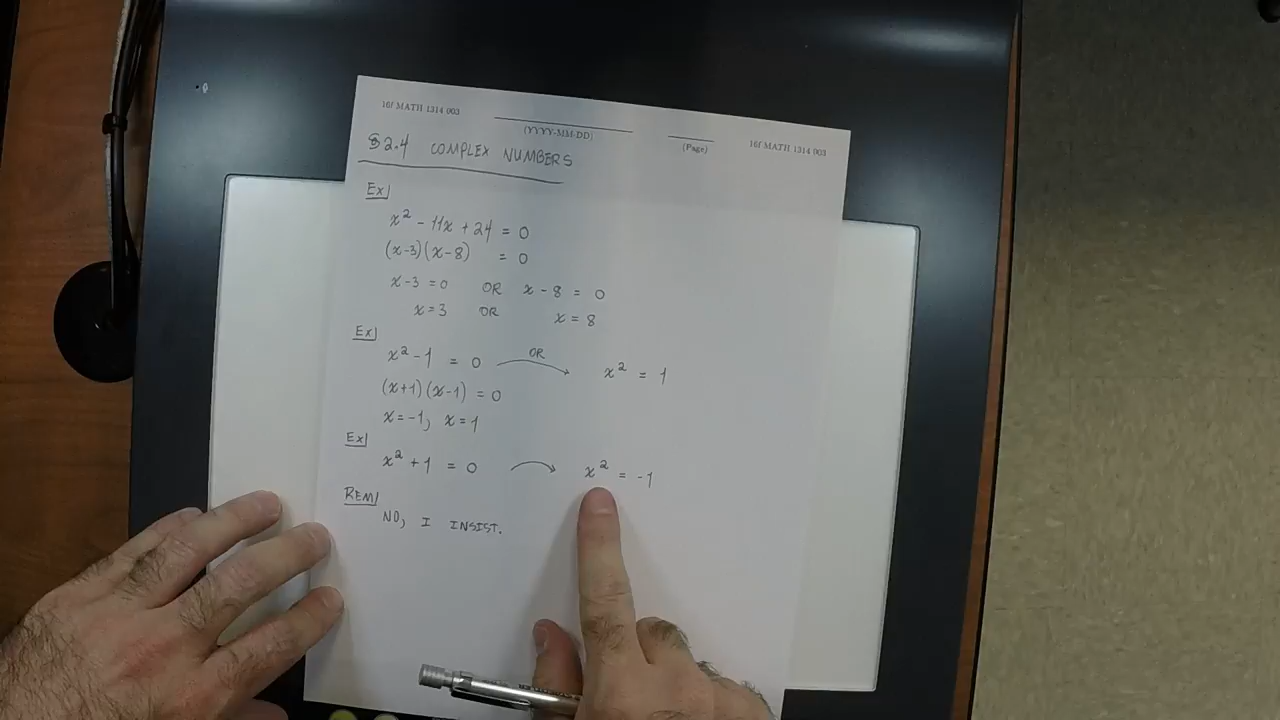 16f MATH 1314 003 (YYYY-MM-DD) (Page) 16f MATH 1314 003
§2.4 COMPLEX NUMBERS
Ex|
x² - 11x + 24 = 0
(x-3)(x-8) = 0
x-3 = 0 OR x - 8 = 0
x = 3 OR x = 8
Ex|
x² - 1 = 0 OR x² = 1
(x+1)(x-1) = 0
x = -1, x = 1
Ex|
x² + 1 = 0 x² = -1
REM|
NO, I INSIST.